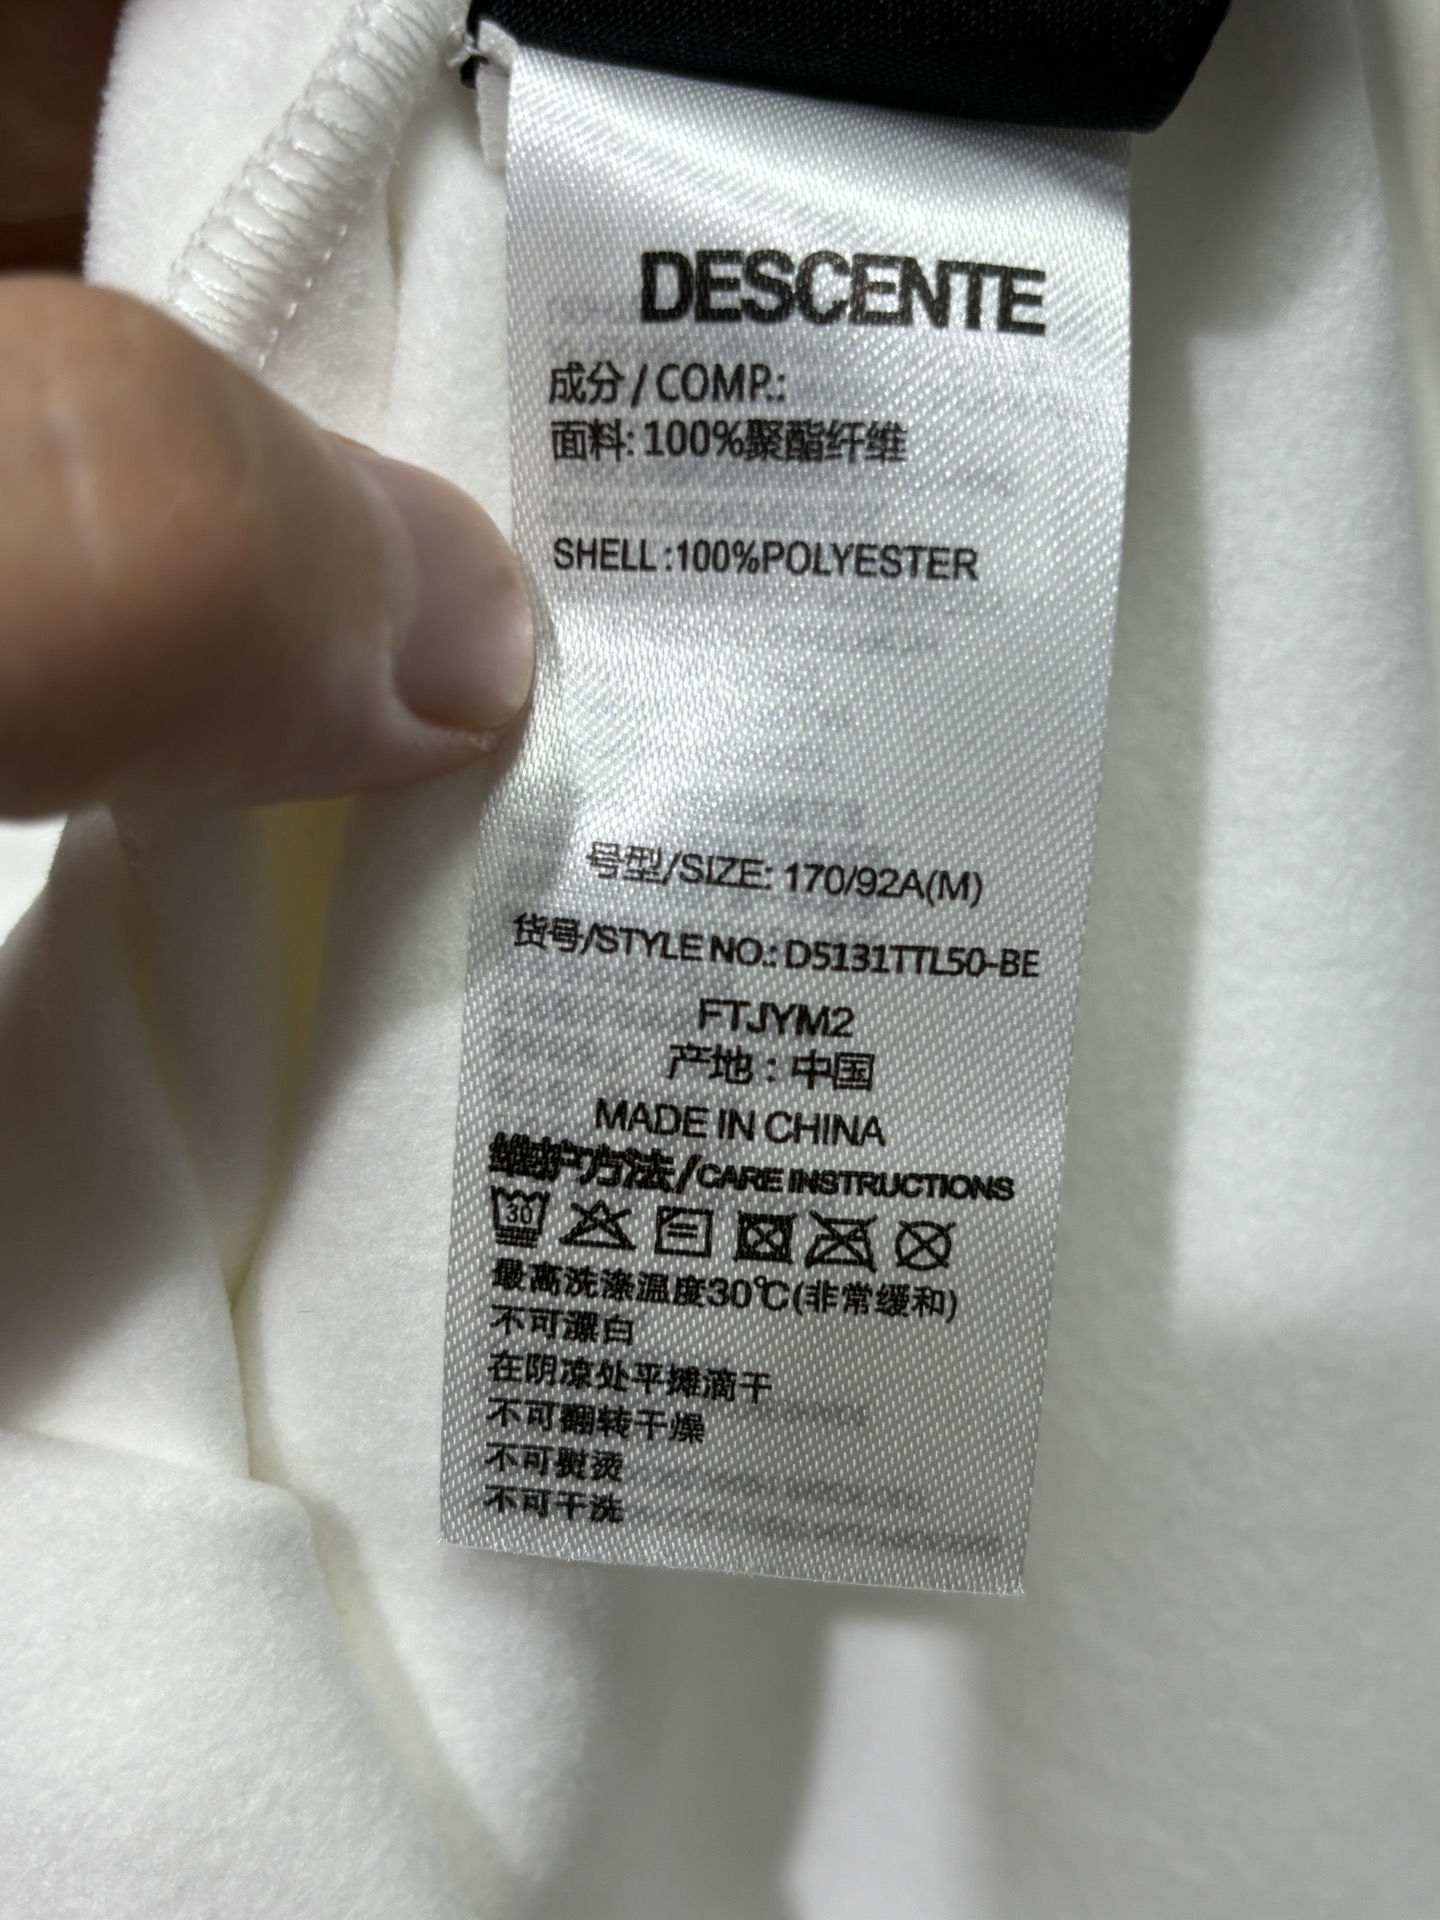 DESCENTE
成分/COMP.:
面料:100%聚酯纤维
SHELL:100%POLYESTER
号型/SIZE: 170/92A(M)
货号/STYLE NO.: D5131TTL50-BE
FTJYM2
产地:中国
MADE IN CHINA
维护方法/CARE INSTRUCTIONS
30
最高洗涤温度30℃(非常缓和)
不可漂白
在阴凉处平摊滴干
不可翻转干燥
不可熨烫
不可干洗